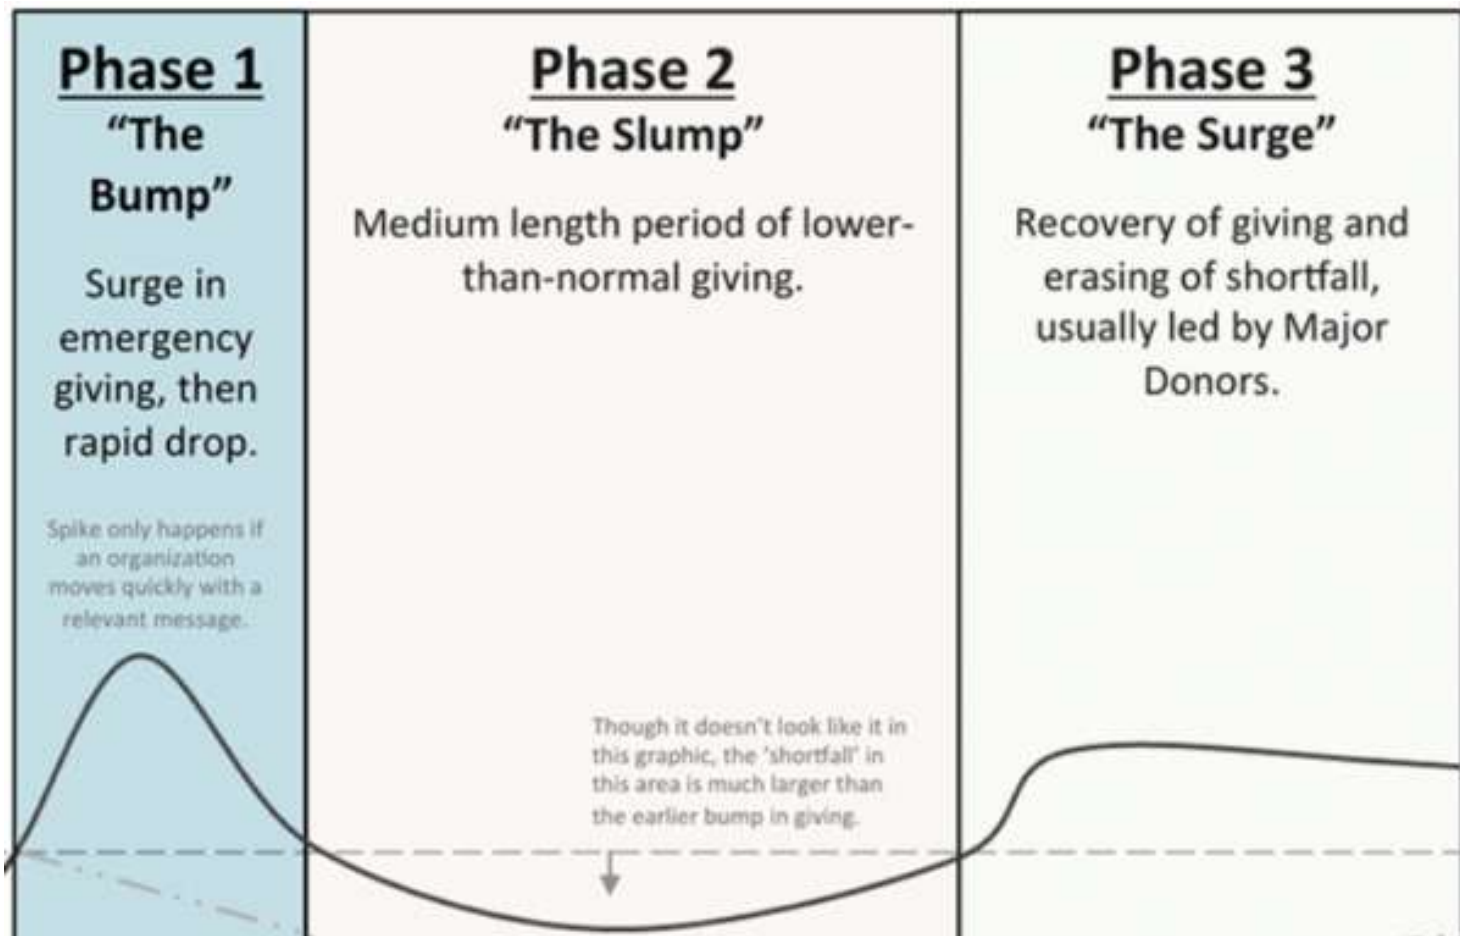 Phase 1
“The
Bump”
Surge in
emergency
giving, then
rapid drop.
Spike only happens if
an organization
moves quickly with a
relevant message.
Phase 2
“The Slump”
Medium length period of lower-
than-normal giving.
Though it doesn’t look like it in
this graphic, the ‘shortfall’ in
this area is much larger than
the earlier bump in giving.
Phase 3
“The Surge”
Recovery of giving and
erasing of shortfall,
usually led by Major
Donors.